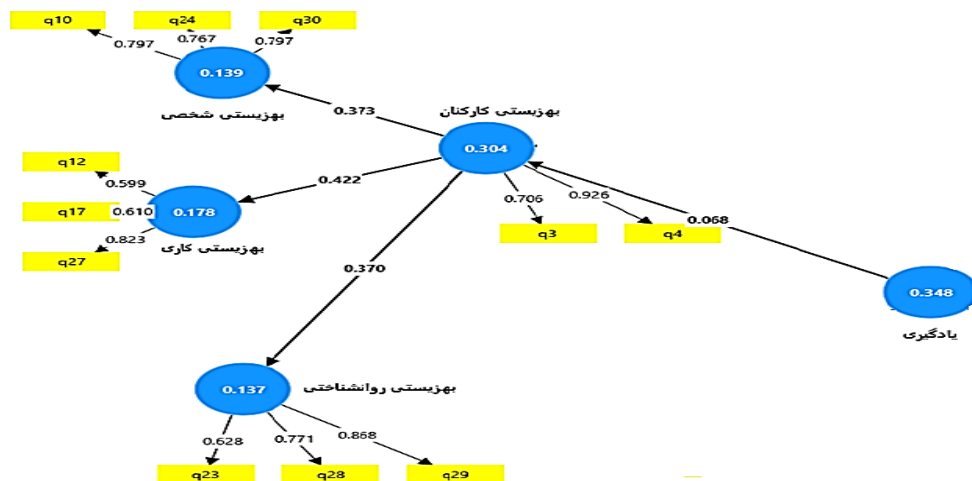 q10
q24
q30
0.797
0.767
0.797
0.139
بهزیستی شخصی
0.373
بهزیستی کارکنان
0.304
q12
0.599
q17
0.610
0.178
q27
0.823
بهزیستی کاری
0.422
0.706
0.926
q3
q4
0.068
0.370
0.348
یادگیری
0.137
بهزیستی روانشناختی
0.628
0.771
0.868
q23
q28
q29